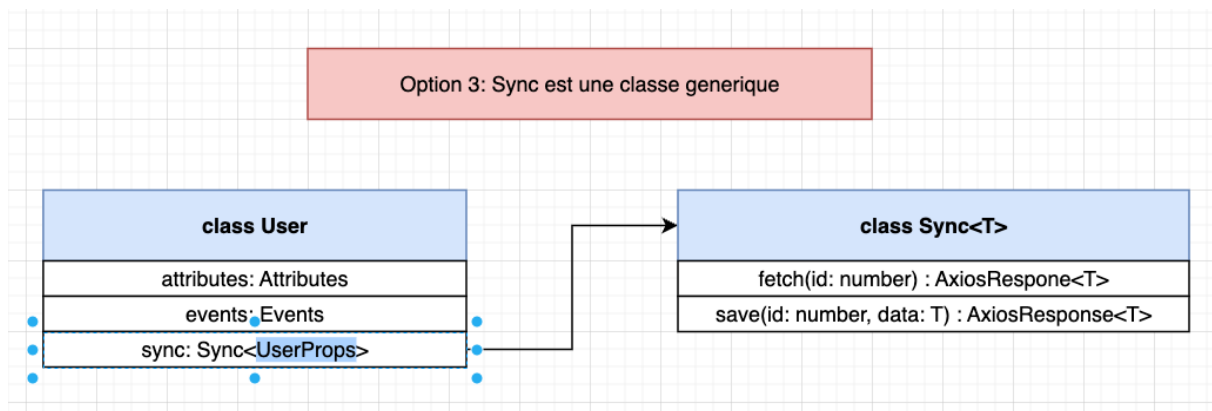 Option 3: Sync est une classe generique
class User
attributes: Attributes
events: Events
sync: Sync<UserProps>
class Sync<T>
fetch(id: number) : AxiosRespone<T>
save(id: number, data: T) : AxiosResponse<T>